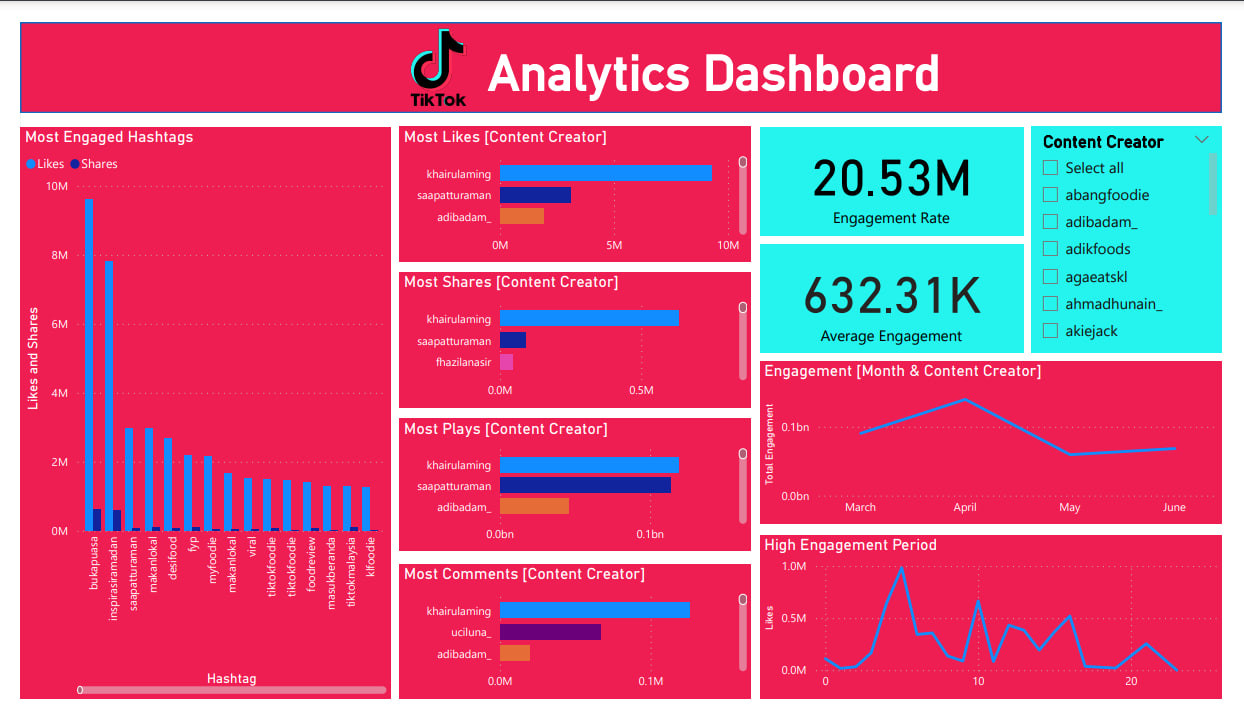 TikTok
Analytics Dashboard
Most Engaged Hashtags
Likes Shares
Likes and Shares
10M
8M
6M
4M
2M
0M
bukapuasa
inspirasiramadan
saapatturaman
makanlokal
desifood
fyp
myfoodie
makanlokal
viral
tiktokfoodie
tiktokfoodie
foodreview
masukberanda
tiktokmalaysia
klfoodie
Hashtag
Most Likes [Content Creator]
khairulaming
saapatturaman
adibadam_
0M 5M 10M
Most Shares [Content Creator]
khairulaming
saapatturaman
fhazilanasir
0.0M 0.5M
Most Plays [Content Creator]
khairulaming
saapatturaman
adibadam_
0.0bn 0.1bn
Most Comments [Content Creator]
khairulaming
uciluna_
adibadam_
0.0M 0.1M
20.53M
Engagement Rate
632.31K
Average Engagement
Content Creator
Select all
abangfoodie
adibadam_
adikfoods
agaeatskl
ahmadhunain_
akiejack
Engagement [Month & Content Creator]
Total Engagement
0.1bn
0.0bn
March April May June
High Engagement Period
Likes
1.0M
0.5M
0.0M
0 10 20